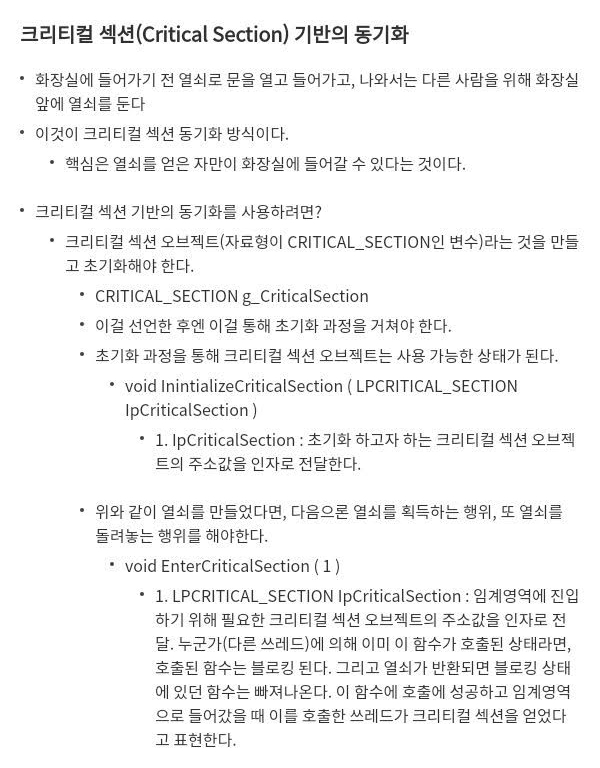 크리티컬 섹션(Critical Section) 기반의 동기화
• 화장실에 들어가기 전 열쇠로 문을 열고 들어가고, 나와서는 다른 사람을 위해 화장실
앞에 열쇠를 둔다
• 이것이 크리티컬 섹션 동기화 방식이다.
• 핵심은 열쇠를 얻은 자만이 화장실에 들어갈 수 있다는 것이다.
• 크리티컬 섹션 기반의 동기화를 사용하려면?
• 크리티컬 섹션 오브젝트(자료형이 CRITICAL_SECTION인 변수)라는 것을 만들
고 초기화해야 한다.
• CRITICAL_SECTION g_CriticalSection
• 이걸 선언한 후엔 이걸 통해 초기화 과정을 거쳐야 한다.
• 초기화 과정을 통해 크리티컬 섹션 오브젝트는 사용 가능한 상태가 된다.
• void InintializeCriticalSection ( LPCRITICAL_SECTION
IpCriticalSection )
• 1. IpCriticalSection : 초기화 하고자 하는 크리티컬 섹션 오브젝
트의 주소값을 인자로 전달한다.
• 위와 같이 열쇠를 만들었다면, 다음으론 열쇠를 획득하는 행위, 또 열쇠를
돌려놓는 행위를 해야한다.
• void EnterCriticalSection ( 1 )
• 1. LPCRITICAL_SECTION IpCriticalSection : 임계영역에 진입
하기 위해 필요한 크리티컬 섹션 오브젝트의 주소값을 인자로 전
달. 누군가(다른 쓰레드)에 의해 이미 이 함수가 호출된 상태라면,
호출된 함수는 블로킹 된다. 그리고 열쇠가 반환되면 블로킹 상태
에 있던 함수는 빠져나온다. 이 함수에 호출에 성공하고 임계영역
으로 들어갔을 때 이를 호출한 쓰레드가 크리티컬 섹션을 얻었다
고 표현한다.